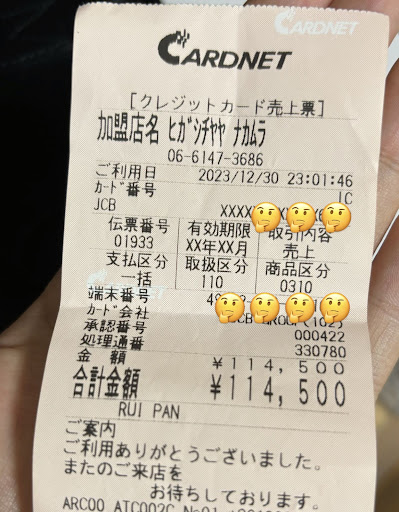 CARDNET
CARDNET
[クレジットカード売上票]
加盟店名 ヒガシチヤヤ ナカムラ
06-6147-3686
ご利用日 2023/12/30 23:01:46
カード番号 IC
JCB XXXX
伝票番号 有効期限 取引内容
01933 XX年XX月 売上
支払区分 取扱区分 商品区分
一括 110 0310
端末番号
カード会社
承認番号 000422
処理通番 330780
金 額 ¥114,500
合計金額 ¥114,500
RUI PAN
ご案内
ご利用ありがとうございました。
またのご来店を
お待ちしております。
ARC00 ATC002C